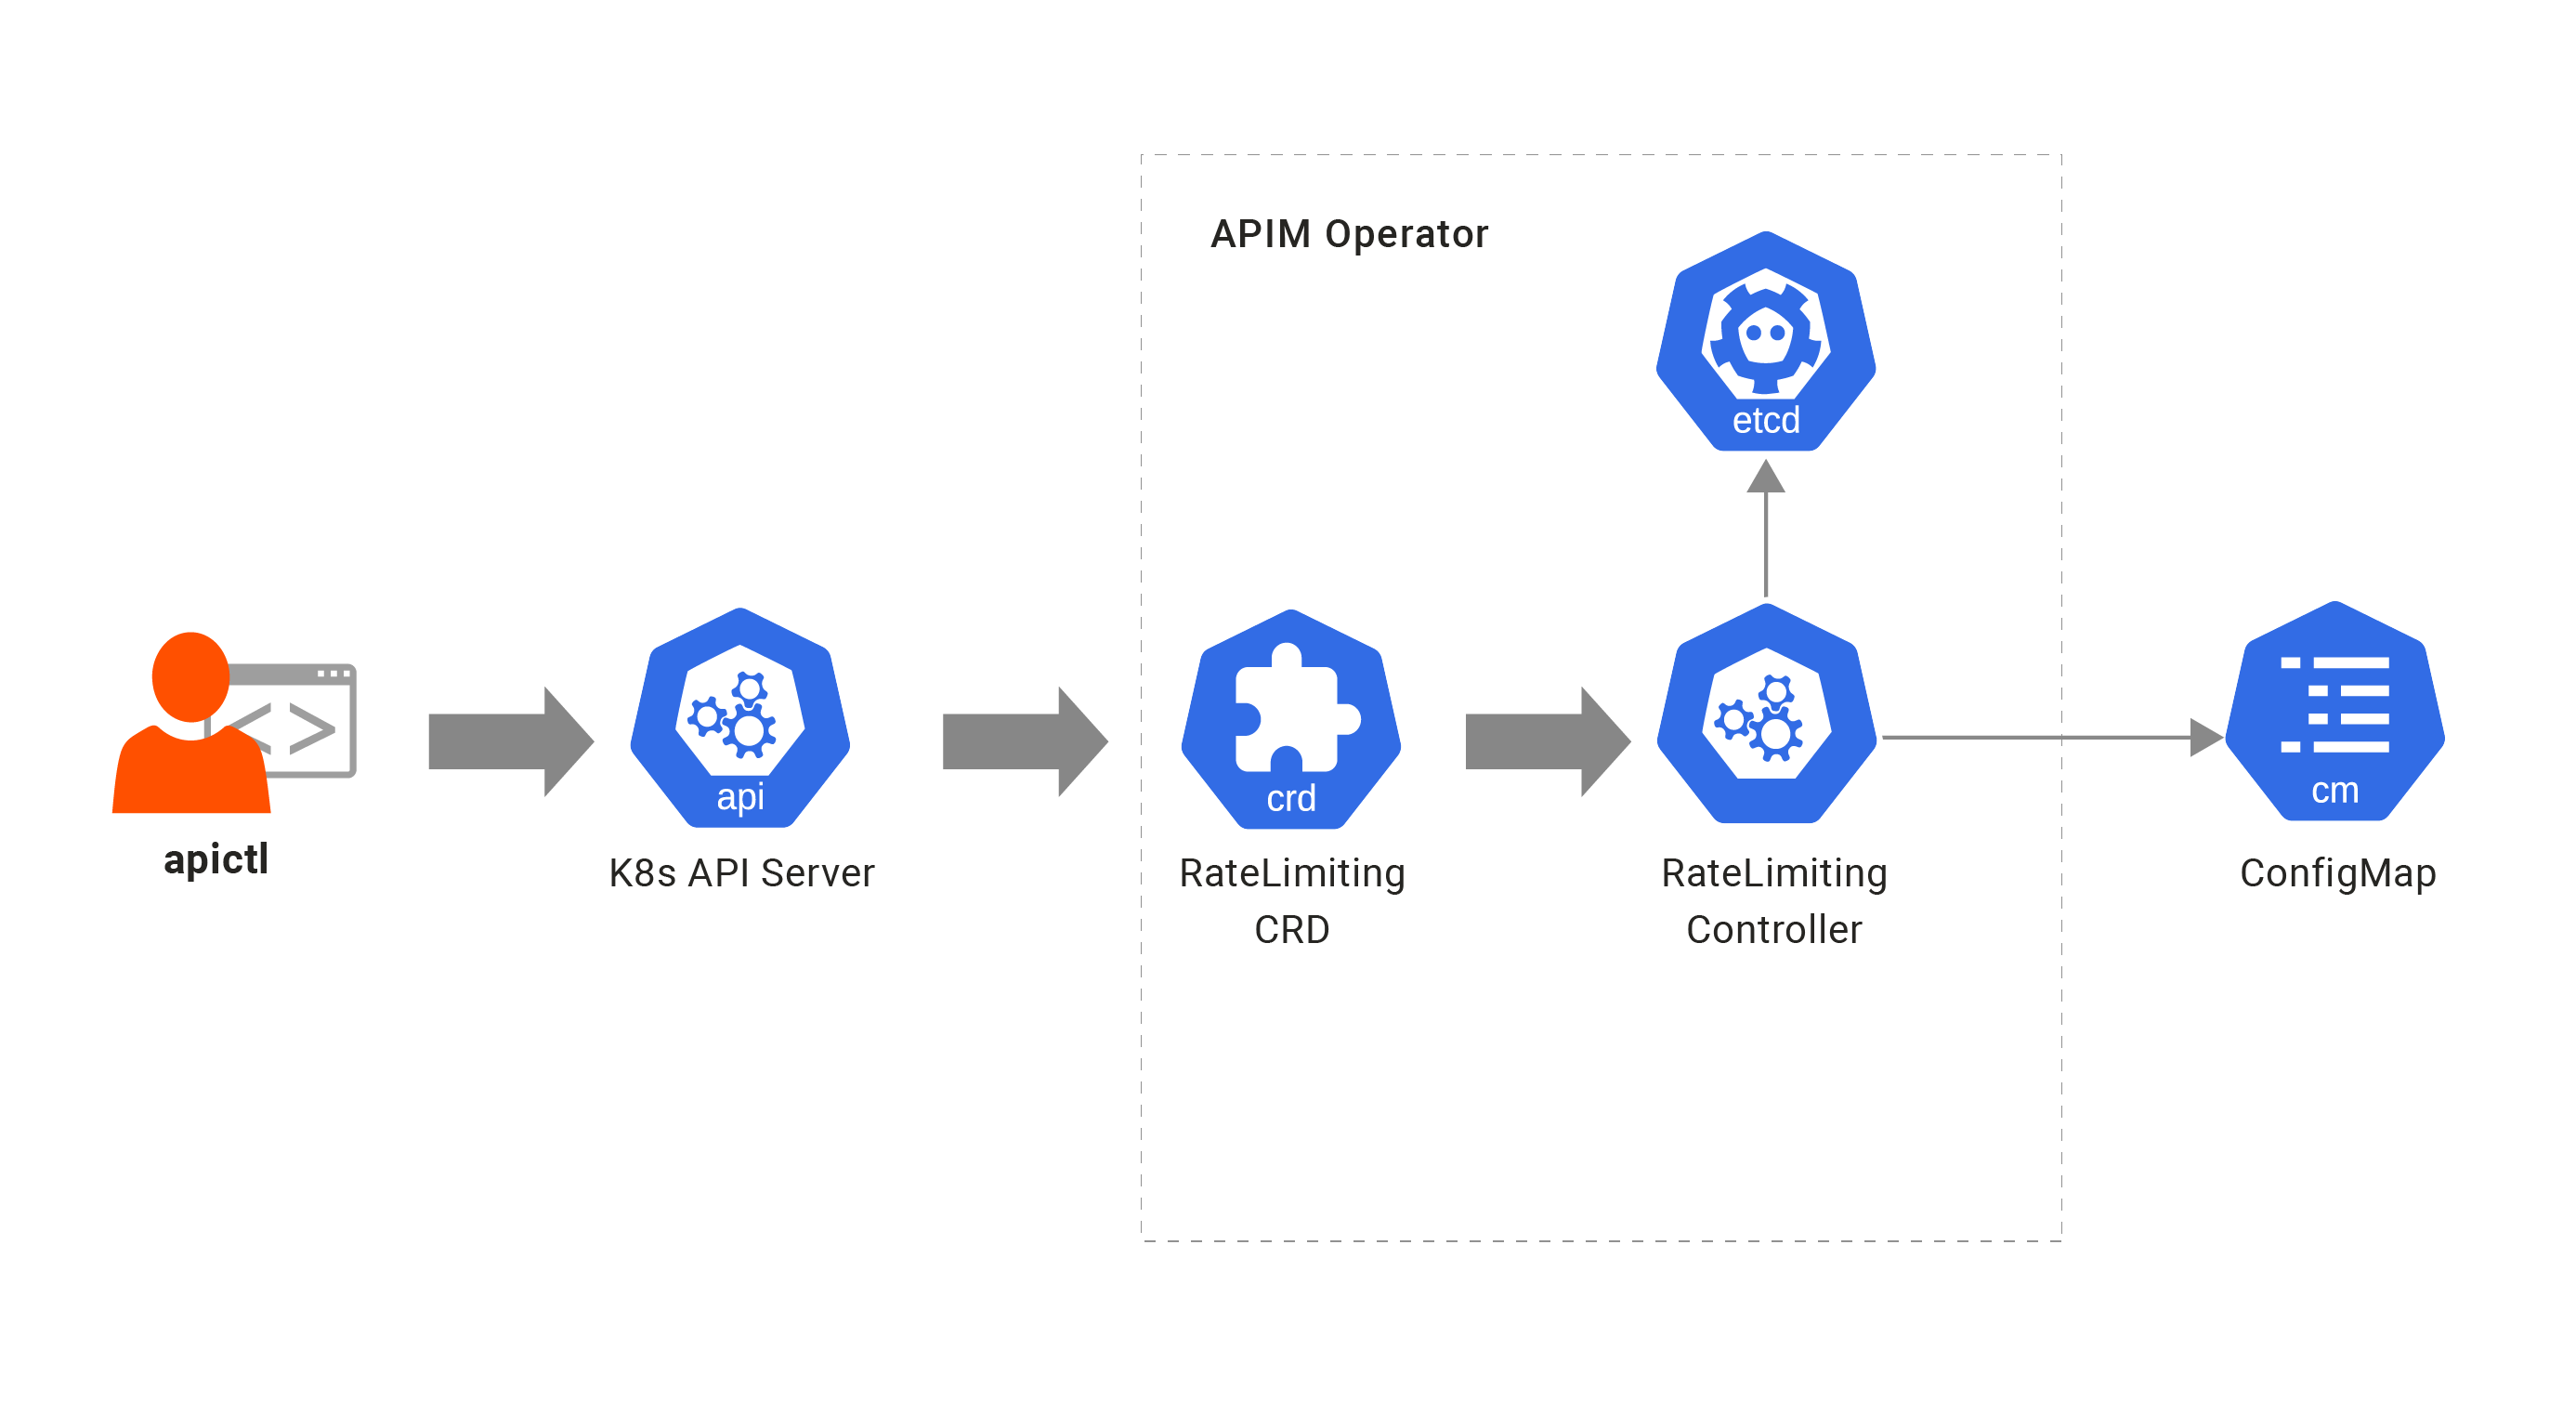 APIM Operator
etcd
apictl
api
K8s API Server
crd
RateLimiting
CRD
RateLimiting
Controller
cm
ConfigMap